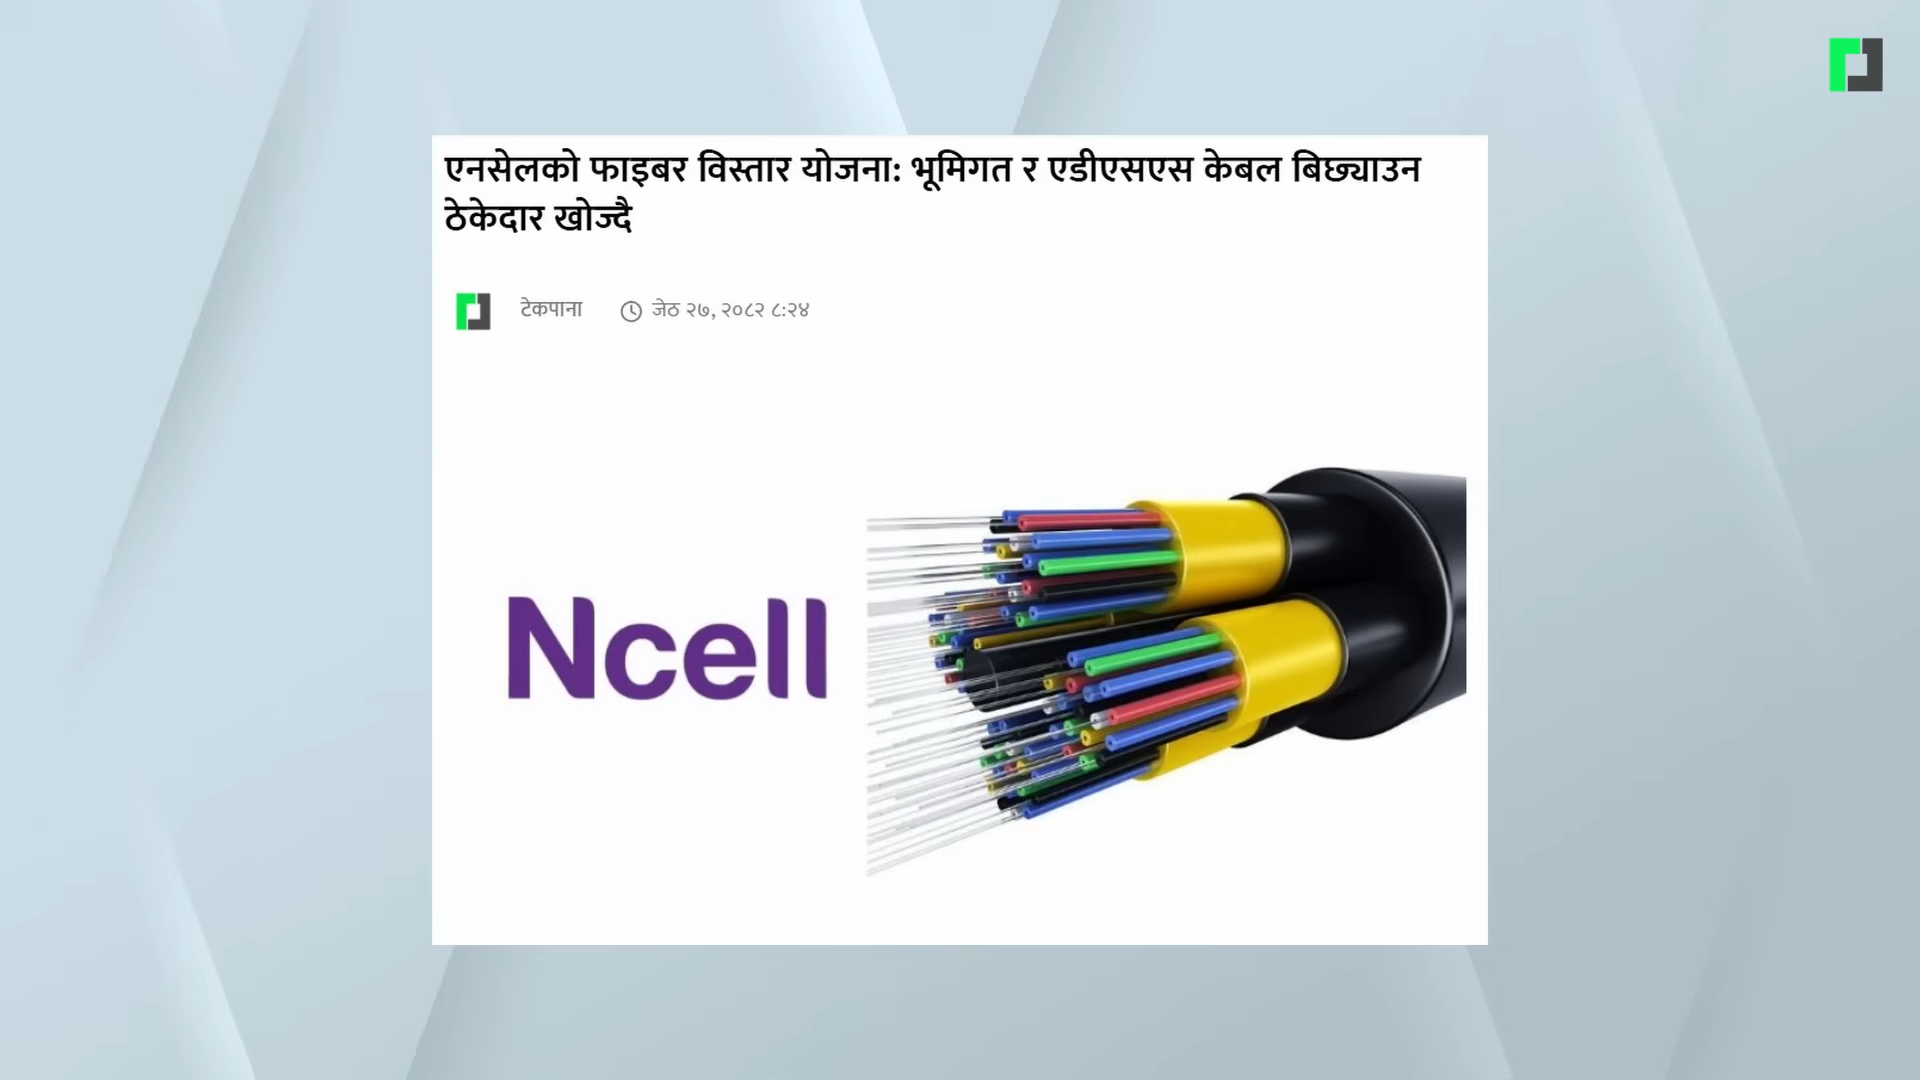 एनसेलको फाइबर विस्तार योजना: भूमिगत र एडीएसएस केबल बिछ्याउन
ठेकेदार खोज्दै
टेकपाना जेठ २७, २०८२ ८:२४
Ncell